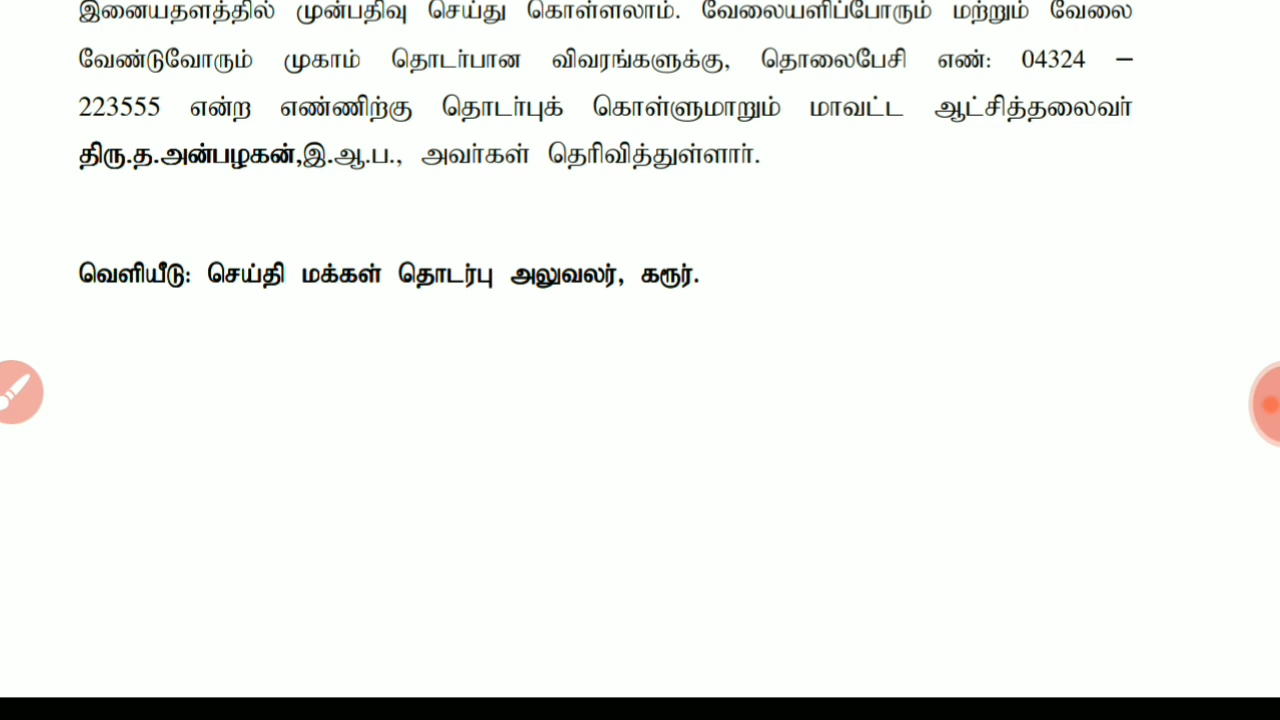 இனையதளத்தில் முன்பதிவு செய்து கொள்ளலாம். வேலையளிப்போரும் மற்றும் வேலை
வேண்டுவோரும் முகாம் தொடர்பான விவரங்களுக்கு, தொலைபேசி எண்: 04324 –
223555 என்ற எண்ணிற்கு தொடர்புக் கொள்ளுமாறும் மாவட்ட ஆட்சித்தலைவர்
திரு.த.அன்பழகன்,இ.ஆ.ப., அவர்கள் தெரிவித்துள்ளார்.
வெளியீடு: செய்தி மக்கள் தொடர்பு அலுவலர், கரூர்.